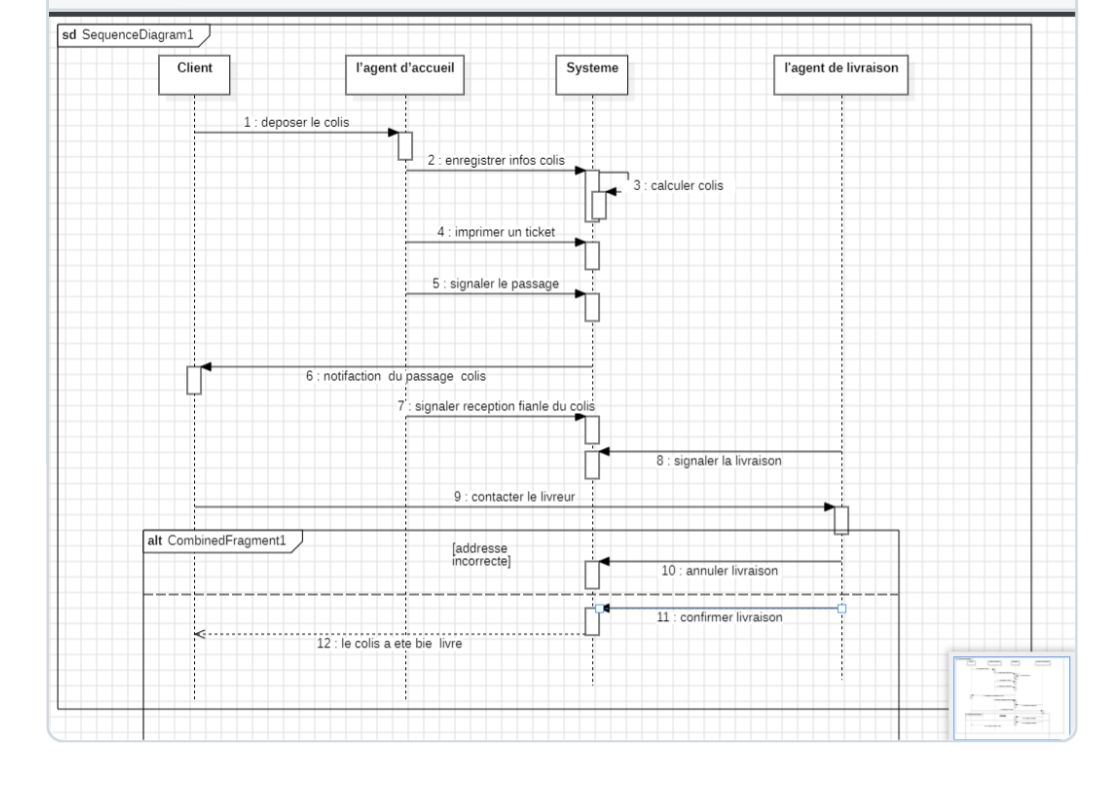 sd SequenceDiagram1
Client
l'agent d'accueil
Systeme
l'agent de livraison
1 : deposer le colis
2 : enregistrer infos colis
3 : calculer colis
4 : imprimer un ticket
5 : signaler le passage
6 : notifaction du passage colis
7 : signaler reception fianle du colis
8 : signaler la livraison
9 : contacter le livreur
alt CombinedFragment1
[addresse
incorrecte]
10 : annuler livraison
11 : confirmer livraison
12 : le colis a ete bie livre